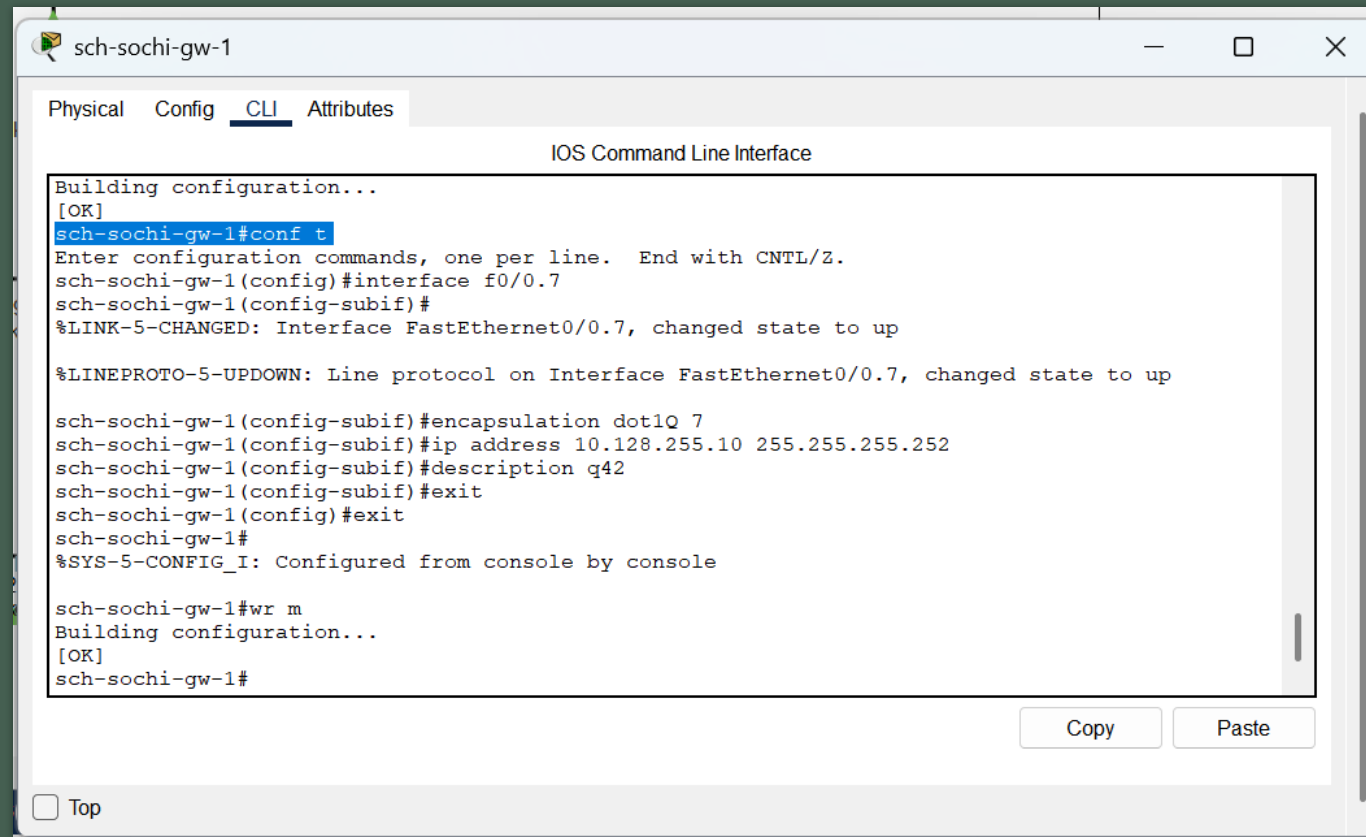 sch-sochi-gw-1
Physical Config CLI Attributes
IOS Command Line Interface
Building configuration...
[OK]
sch-sochi-gw-1#conf t
Enter configuration commands, one per line.  End with CNTL/Z.
sch-sochi-gw-1(config)#interface f0/0.7
sch-sochi-gw-1(config-subif)#
%LINK-5-CHANGED: Interface FastEthernet0/0.7, changed state to up
%LINEPROTO-5-UPDOWN: Line protocol on Interface FastEthernet0/0.7, changed state to up
sch-sochi-gw-1(config-subif)#encapsulation dot1Q 7
sch-sochi-gw-1(config-subif)#ip address 10.128.255.10 255.255.255.252
sch-sochi-gw-1(config-subif)#description q42
sch-sochi-gw-1(config-subif)#exit
sch-sochi-gw-1(config)#exit
sch-sochi-gw-1#
%SYS-5-CONFIG_I: Configured from console by console
sch-sochi-gw-1#wr m
Building configuration...
[OK]
sch-sochi-gw-1#
Copy Paste
Top